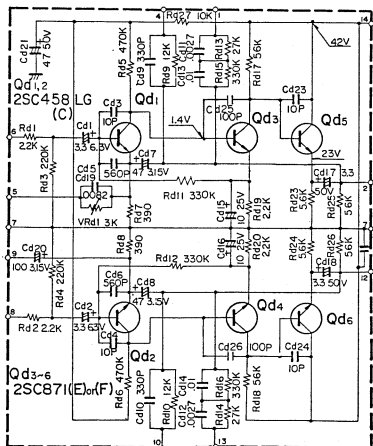 4
Rd27 10K
1
14
Cd21
47 50V
Qd1,2
2SC458 LG
(C)
Rd5 470K
Cd9 330P
Rd9 12K
Cd11 .0027
Cd13 .01
Rd13 27K
Rd15 330K
Rd17 56K
42V
Cd3
10P
Qd1
1.4V
Cd25
100P
Qd3
Cd23
10P
Qd5
6
Rd1
2.2K
Rd3 220K
Cd1
3.3 6.3V
560P
Cd7
47 3.15V
23V
Cd5
Cd19
.0082
VRd1 3K
Rd7
390
Rd11 330K
Cd15
10 25V
Rd19
2.2K
Cd17
50V
3.3
Rd23
5.6K
Rd25
56K
2
5
7
7
9
Cd20
100 3.15V
Rd4 220K
Rd8
390
Rd12 330K
Cd16
10 25V
Rd20
2.2K
Rd24
5.6K
Rd26
56K
Cd18
3.3 50V
12
8
Rd2 2.2K
Cd2
3.3 6.3V
Cd6
560P
Cd8
47 3.15V
Cd4
10P
Qd2
Qd4
Cd26
100P
Qd6
Cd24
10P
Qd3~6
2SC871(E)or(F)
Rd6 470K
Cd10 330P
Rd10 12K
Cd14 .01
Cd12 .0027
Rd16 330K
Rd14 27K
Rd18 56K
10
13